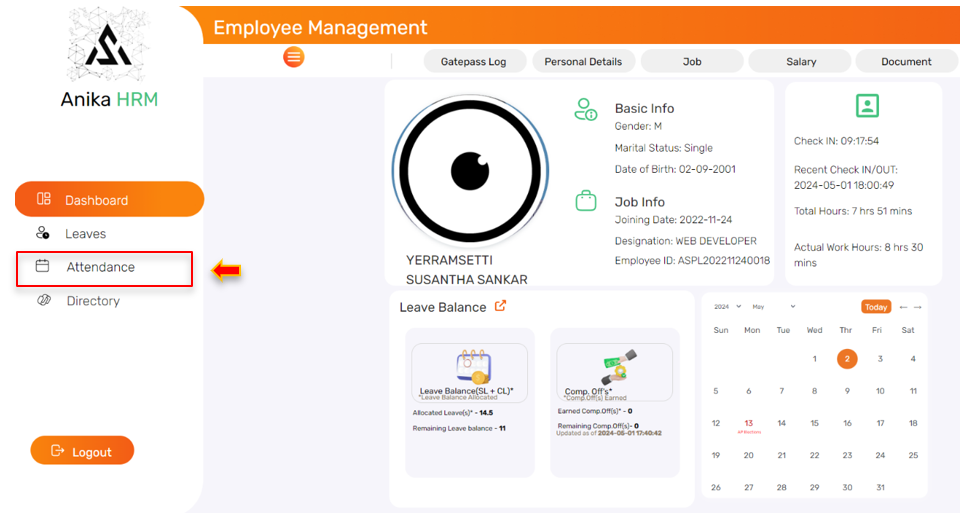 Employee Management
Anika HRM
Gatepass Log
Personal Details
Job
Salary
Document
Dashboard
Leaves
Attendance
Directory
Logout
YERRAMSETTI
SUSANTHA SANKAR
Basic Info
Gender: M
Marital Status: Single
Date of Birth: 02-09-2001
Job Info
Joining Date: 2022-11-24
Designation: WEB DEVELOPER
Employee ID: ASPL202211240018
Check IN: 09:17:54
Recent Check IN/OUT:
2024-05-01 18:00:49
Total Hours: 7 hrs 51 mins
Actual Work Hours: 8 hrs 30
mins
Leave Balance
Leave Balance(SL + CL)*
*Leave Balance Allocated
Allocated Leave(s)* - 14.5
Remaining Leave balance - 11
Comp. Off's*
*Comp.Off(s) Earned
Earned Comp.Off(s)* - 0
Remaining Comp.Off(s)- 0
Updated as of 2024-05-01 17:40:42
2024 May Today ← →
Sun Mon Tue Wed Thr Fri Sat
1 2 3 4
5 6 7 8 9 10 11
12 13 14 15 16 17 18
AP Elections
19 20 21 22 23 24 25
26 27 28 29 30 31